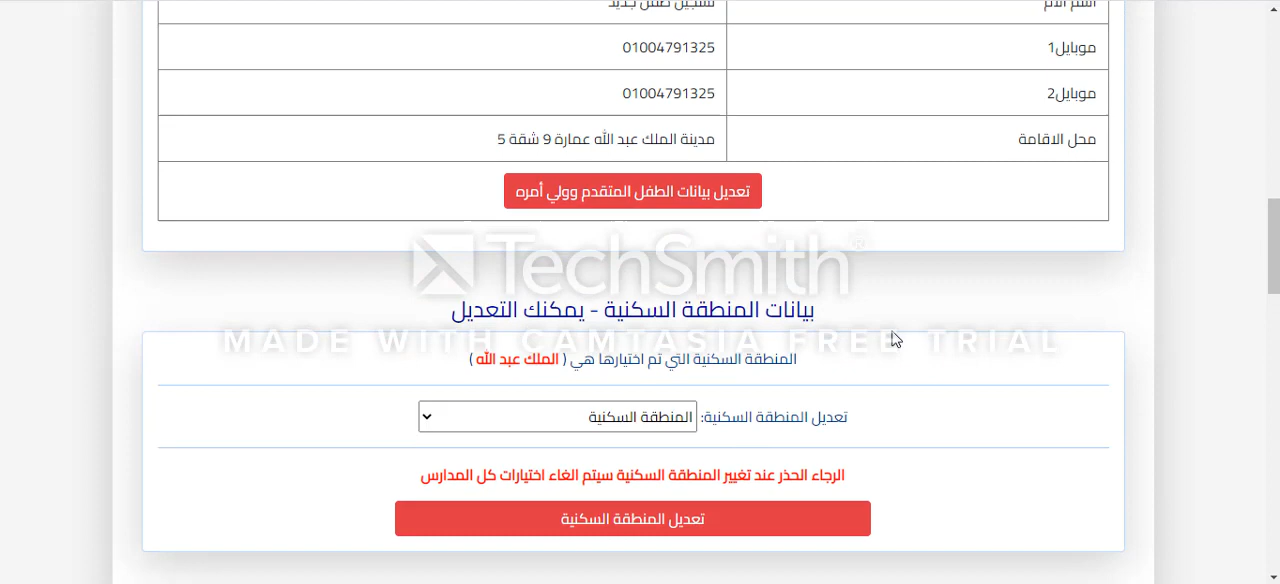 اسم الأم تسجيل طفل جديد
موبايل1 01004791325
موبايل2 01004791325
محل الاقامة مدينة الملك عبد الله عمارة 9 شقة 5
تعديل بيانات الطفل المتقدم وولي أمره
TechSmith®
بيانات المنطقة السكنية - يمكنك التعديل
MADE WITH CAMTASIA FREE TRIAL
المنطقة السكنية التي تم اختيارها هي ( الملك عبد الله )
تعديل المنطقة السكنية: المنطقة السكنية
الرجاء الحذر عند تغيير المنطقة السكنية سيتم الغاء اختيارات كل المدارس
تعديل المنطقة السكنية